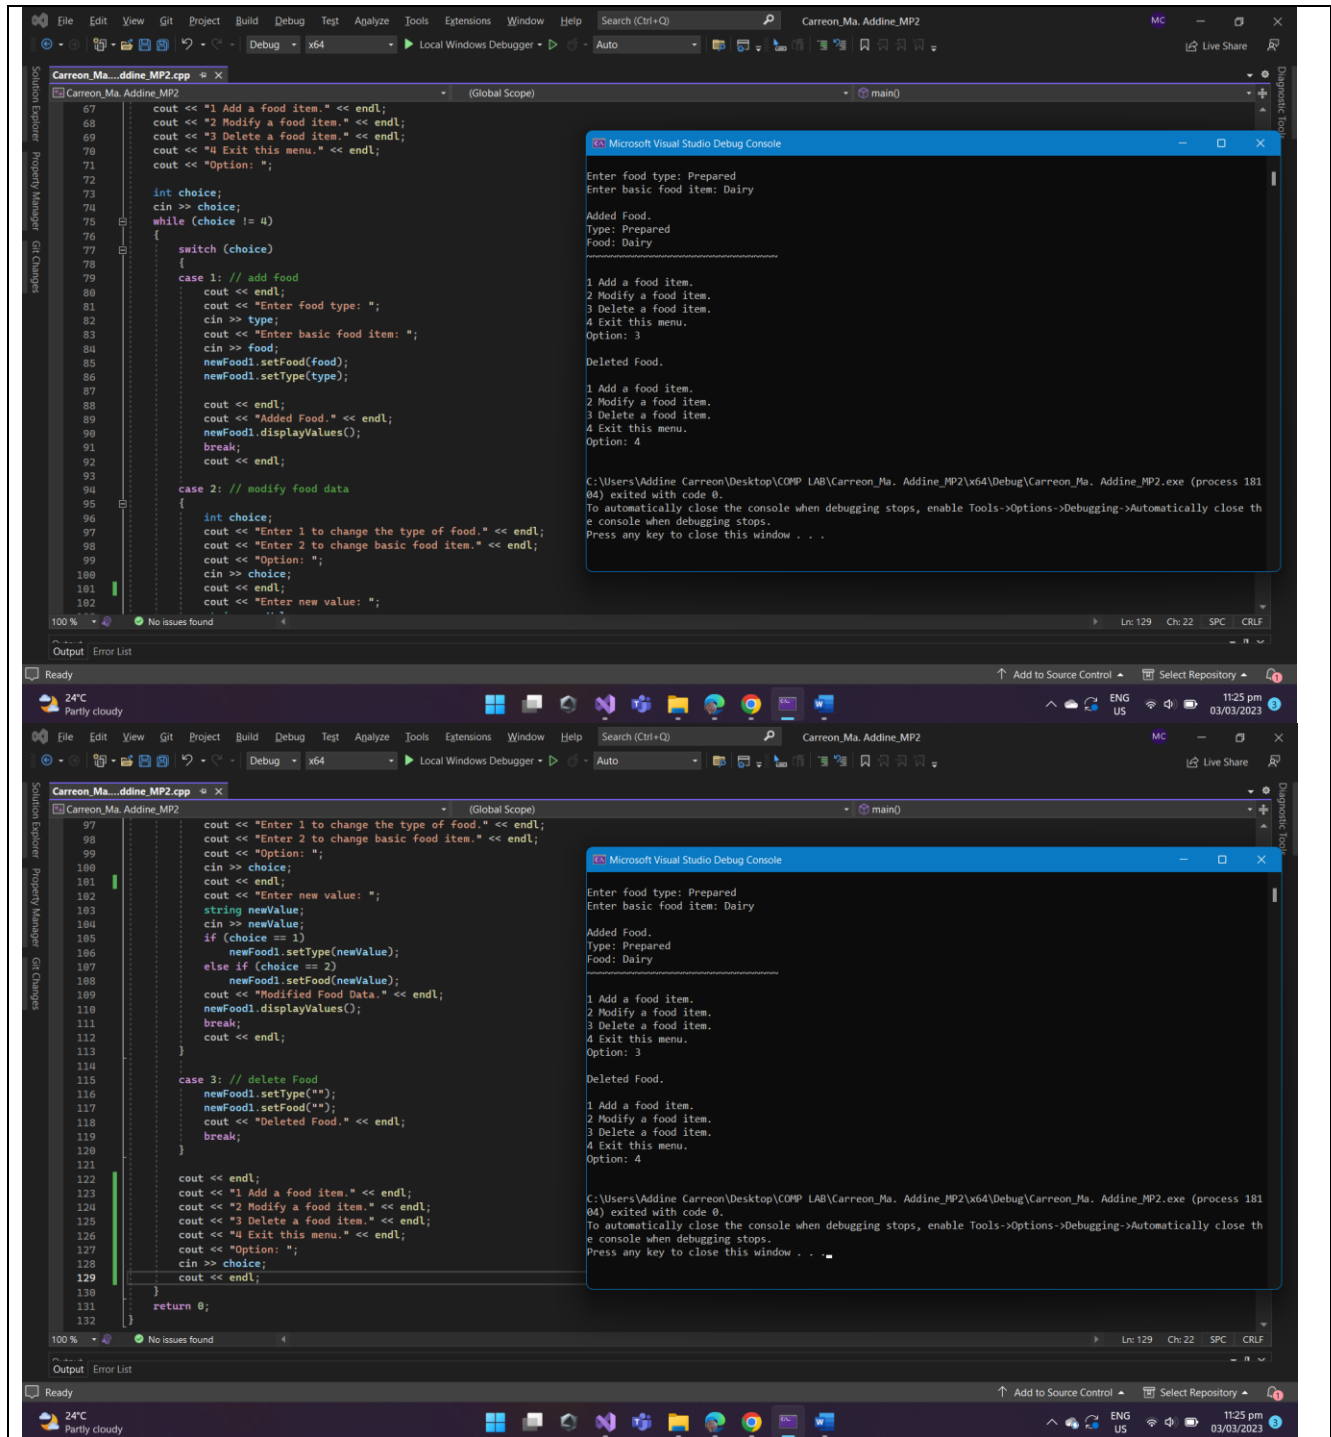 File Edit View Git Project Build Debug Test Analyze Tools Extensions Window Help Search (Ctrl+Q) Carreon_Ma. Addine_MP2 MC
Debug x64 Local Windows Debugger Auto Live Share
Carreon_Ma....ddine_MP2.cpp
Carreon_Ma. Addine_MP2 (Global Scope) main()
Solution Explorer
Property Manager
Git Changes
Diagnostic Tools
67 cout << "1 Add a food item." << endl;
68 cout << "2 Modify a food item." << endl;
69 cout << "3 Delete a food item." << endl;
70 cout << "4 Exit this menu." << endl;
71 cout << "Option: ";
72
73 int choice;
74 cin >> choice;
75 while (choice != 4)
76 {
77 switch (choice)
78 {
79 case 1: // add food
80 cout << endl;
81 cout << "Enter food type: ";
82 cin >> type;
83 cout << "Enter basic food item: ";
84 cin >> food;
85 newFood1.setFood(food);
86 newFood1.setType(type);
87
88 cout << endl;
89 cout << "Added Food." << endl;
90 newFood1.displayValues();
91 break;
92 cout << endl;
93
94 case 2: // modify food data
95 {
96 int choice;
97 cout << "Enter 1 to change the type of food." << endl;
98 cout << "Enter 2 to change basic food item." << endl;
99 cout << "Option: ";
100 cin >> choice;
101 cout << endl;
102 cout << "Enter new value: ";
Microsoft Visual Studio Debug Console
Enter food type: Prepared
Enter basic food item: Dairy
Added Food.
Type: Prepared
Food: Dairy
~~~~~~~~~~~~~~~~~~~~~~~~~~~~~~~~
1 Add a food item.
2 Modify a food item.
3 Delete a food item.
4 Exit this menu.
Option: 3
Deleted Food.
1 Add a food item.
2 Modify a food item.
3 Delete a food item.
4 Exit this menu.
Option: 4
C:\Users\Addine Carreon\Desktop\COMP LAB\Carreon_Ma. Addine_MP2\x64\Debug\Carreon_Ma. Addine_MP2.exe (process 181
04) exited with code 0.
To automatically close the console when debugging stops, enable Tools->Options->Debugging->Automatically close th
e console when debugging stops.
Press any key to close this window . . .
100 % No issues found Ln: 129 Ch: 22 SPC CRLF
Output Error List
Ready Add to Source Control Select Repository 1
24°C
Partly cloudy
ENG
US
11:25 pm
03/03/2023
3
File Edit View Git Project Build Debug Test Analyze Tools Extensions Window Help Search (Ctrl+Q) Carreon_Ma. Addine_MP2 MC
Debug x64 Local Windows Debugger Auto Live Share
Carreon_Ma....ddine_MP2.cpp
Carreon_Ma. Addine_MP2 (Global Scope) main()
Solution Explorer
Property Manager
Git Changes
Diagnostic Tools
97 cout << "Enter 1 to change the type of food." << endl;
98 cout << "Enter 2 to change basic food item." << endl;
99 cout << "Option: ";
100 cin >> choice;
101 cout << endl;
102 cout << "Enter new value: ";
103 string newValue;
104 cin >> newValue;
105 if (choice == 1)
106 newFood1.setType(newValue);
107 else if (choice == 2)
108 newFood1.setFood(newValue);
109 cout << "Modified Food Data." << endl;
110 newFood1.displayValues();
111 break;
112 cout << endl;
113 }
114
115 case 3: // delete Food
116 newFood1.setType("");
117 newFood1.setFood("");
118 cout << "Deleted Food." << endl;
119 break;
120 }
121
122 cout << endl;
123 cout << "1 Add a food item." << endl;
124 cout << "2 Modify a food item." << endl;
125 cout << "3 Delete a food item." << endl;
126 cout << "4 Exit this menu." << endl;
127 cout << "Option: ";
128 cin >> choice;
129 cout << endl;
130 }
131 return 0;
132 }
Microsoft Visual Studio Debug Console
Enter food type: Prepared
Enter basic food item: Dairy
Added Food.
Type: Prepared
Food: Dairy
~~~~~~~~~~~~~~~~~~~~~~~~~~~~~~~~
1 Add a food item.
2 Modify a food item.
3 Delete a food item.
4 Exit this menu.
Option: 3
Deleted Food.
1 Add a food item.
2 Modify a food item.
3 Delete a food item.
4 Exit this menu.
Option: 4
C:\Users\Addine Carreon\Desktop\COMP LAB\Carreon_Ma. Addine_MP2\x64\Debug\Carreon_Ma. Addine_MP2.exe (process 181
04) exited with code 0.
To automatically close the console when debugging stops, enable Tools->Options->Debugging->Automatically close th
e console when debugging stops.
Press any key to close this window . . .
100 % No issues found Ln: 129 Ch: 22 SPC CRLF
Output Error List
Ready Add to Source Control Select Repository 1
24°C
Partly cloudy
ENG
US
11:25 pm
03/03/2023
3